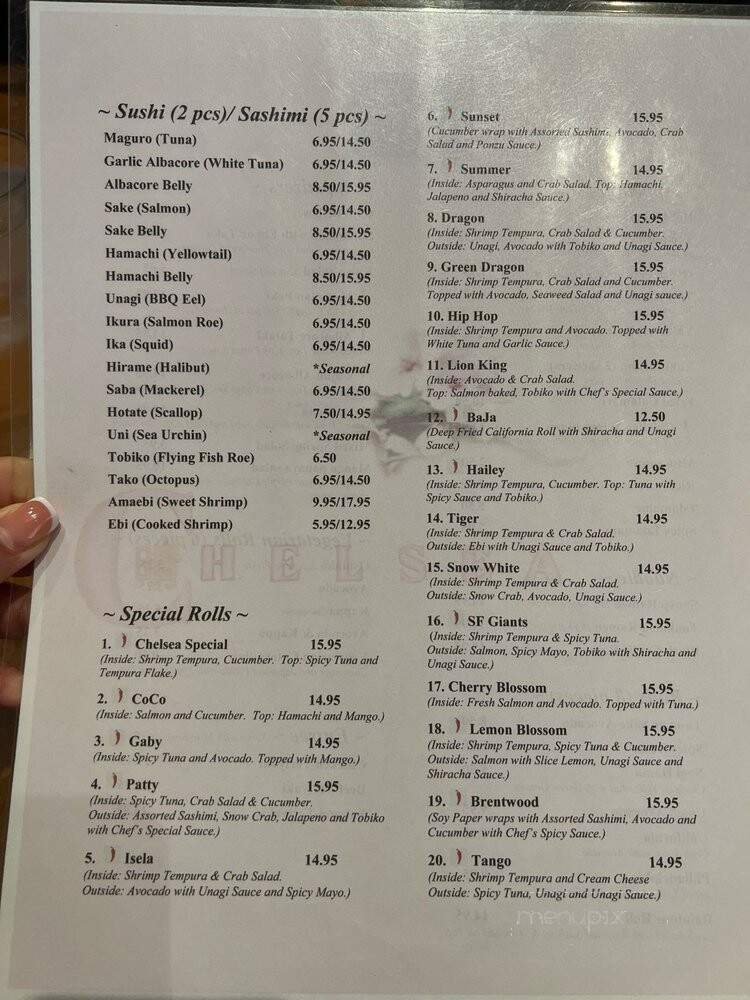 ~ Sushi (2 pcs)/ Sashimi (5 pcs) ~
Maguro (Tuna) 6.95/14.50
Garlic Albacore (White Tuna) 6.95/14.50
Albacore Belly 8.50/15.95
Sake (Salmon) 6.95/14.50
Sake Belly 8.50/15.95
Hamachi (Yellowtail) 6.95/14.50
Hamachi Belly 8.50/15.95
Unagi (BBQ Eel) 6.95/14.50
Ikura (Salmon Roe) 6.95/14.50
Ika (Squid) 6.95/14.50
Hirame (Halibut) *Seasonal
Saba (Mackerel) 6.95/14.50
Hotate (Scallop) 7.50/14.95
Uni (Sea Urchin) *Seasonal
Tobiko (Flying Fish Roe) 6.50
Tako (Octopus) 6.95/14.50
Amaebi (Sweet Shrimp) 9.95/17.95
Ebi (Cooked Shrimp) 5.95/12.95
CHELSEA
~ Special Rolls ~
1. Chelsea Special 15.95
(Inside: Shrimp Tempura, Cucumber. Top: Spicy Tuna and
Tempura Flake.)
2. CoCo 14.95
(Inside: Salmon and Cucumber. Top: Hamachi and Mango.)
3. Gaby 14.95
(Inside: Spicy Tuna and Avocado. Topped with Mango.)
4. Patty 15.95
(Inside: Spicy Tuna, Crab Salad & Cucumber.
Outside: Assorted Sashimi, Snow Crab, Jalapeno and Tobiko
with Chef's Special Sauce.)
5. Isela 14.95
(Inside: Shrimp Tempura & Crab Salad.
Outside: Avocado with Unagi Sauce and Spicy Mayo.)
6. Sunset 15.95
(Cucumber wrap with Assorted Sashimi, Avocado, Crab
Salad and Ponzu Sauce.)
7. Summer 14.95
(Inside: Asparagus and Crab Salad. Top: Hamachi,
Jalapeno and Shiracha Sauce.)
8. Dragon 15.95
(Inside: Shrimp Tempura, Crab Salad & Cucumber.
Outside: Unagi, Avocado with Tobiko and Unagi Sauce.)
9. Green Dragon 15.95
(Inside: Shrimp Tempura, Crab Salad and Cucumber.
Topped with Avocado, Seaweed Salad and Unagi sauce.)
10. Hip Hop 15.95
(Inside: Shrimp Tempura and Avocado. Topped with
White Tuna and Garlic Sauce.)
11. Lion King 14.95
(Inside: Avocado & Crab Salad.
Top: Salmon baked, Tobiko with Chef's Special Sauce.)
12. BaJa 12.50
(Deep Fried California Roll with Shiracha and Unagi
Sauce.)
13. Hailey 14.95
(Inside: Shrimp Tempura, Cucumber. Top: Tuna with
Spicy Sauce and Tobiko.)
14. Tiger 14.95
(Inside: Shrimp Tempura & Crab Salad.
Outside: Ebi with Unagi Sauce and Tobiko.)
15. Snow White 14.95
(Inside: Shrimp Tempura & Crab Salad.
Outside: Snow Crab, Avocado, Unagi Sauce.)
16. SF Giants 15.95
(Inside: Shrimp Tempura & Spicy Tuna.
Outside: Salmon, Spicy Mayo, Tobiko with Shiracha and
Unagi Sauce.)
17. Cherry Blossom 15.95
(Inside: Fresh Salmon and Avocado. Topped with Tuna.)
18. Lemon Blossom 15.95
(Inside: Shrimp Tempura, Spicy Tuna & Cucumber.
Outside: Salmon with Slice Lemon, Unagi Sauce and
Shiracha Sauce.)
19. Brentwood 15.95
(Soy Paper wraps with Assorted Sashimi, Avocado and
Cucumber with Chef's Spicy Sauce.)
20. Tango 14.95
(Inside: Shrimp Tempura and Cream Cheese
Outside: Spicy Tuna, Unagi and Unagi Sauce.)
menupix